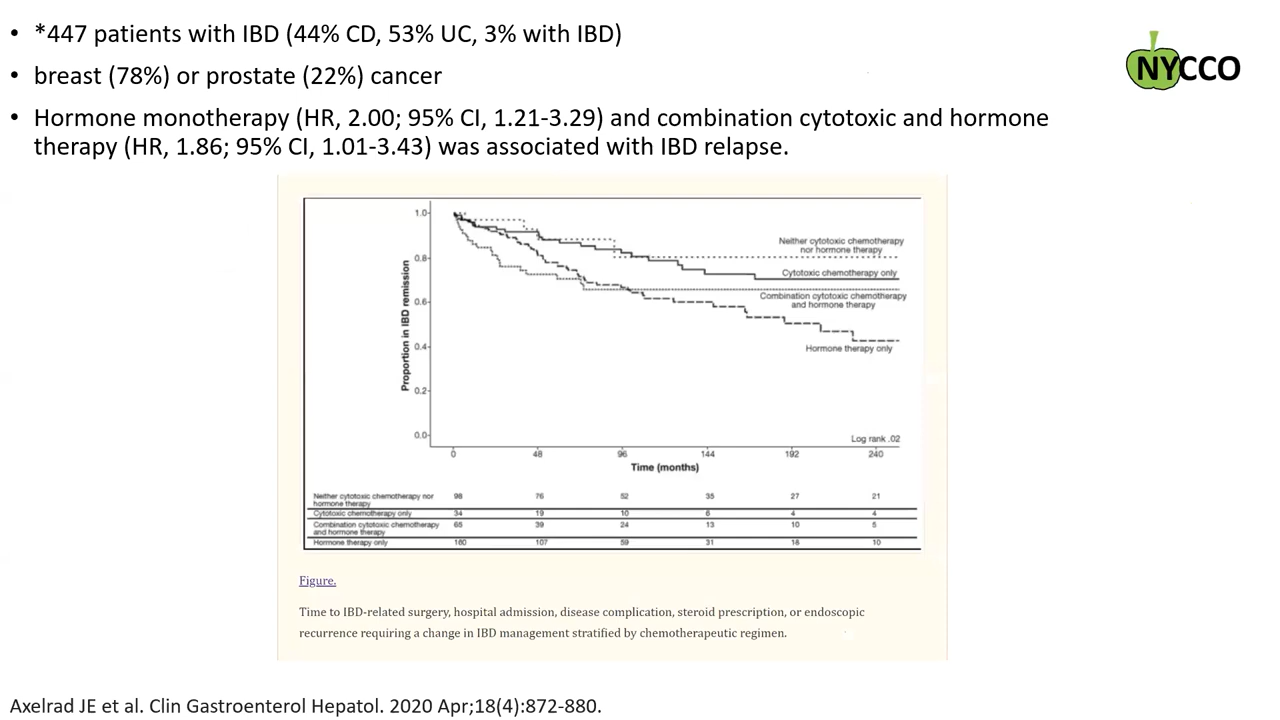 • *447 patients with IBD (44% CD, 53% UC, 3% with IBD)
NYCCO
• breast (78%) or prostate (22%) cancer
• Hormone monotherapy (HR, 2.00; 95% CI, 1.21-3.29) and combination cytotoxic and hormone
therapy (HR, 1.86; 95% CI, 1.01-3.43) was associated with IBD relapse.
1.0
0.8
0.6
0.4
0.2
0.0
Proportion in IBD remission
Neither cytotoxic chemotherapy
nor hormone therapy
Cytotoxic chemotherapy only
Combination cytotoxic chemotherapy
and hormone therapy
Hormone therapy only
Log rank .02
0 48 96 144 192 240
Time (months)
Neither cytotoxic chemotherapy nor
hormone therapy 98 76 52 35 27 21
Cytotoxic chemotherapy only 34 19 10 6 4 4
Combination cytotoxic chemotherapy
and hormone therapy 39 24 13 10 5
Hormone therapy only 107 59 31 10
Figure.
Time to IBD-related surgery, hospital admission, disease complication, steroid prescription, or endoscopic
recurrence requiring a change in IBD management stratified by chemotherapeutic regimen.
Axelrad JE et al. Clin Gastroenterol Hepatol. 2020 Apr;18(4):872-880.